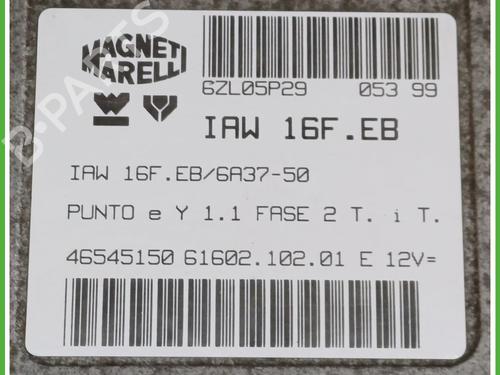 MAGNETI
MARELLI
6ZL05P29 053 99
IAW 16F.EB
IAW 16F.EB/6A37-50
PUNTO e Y 1.1 FASE 2 T. i T.
46545150 61602.102.01 E 12V=
B-PARTS